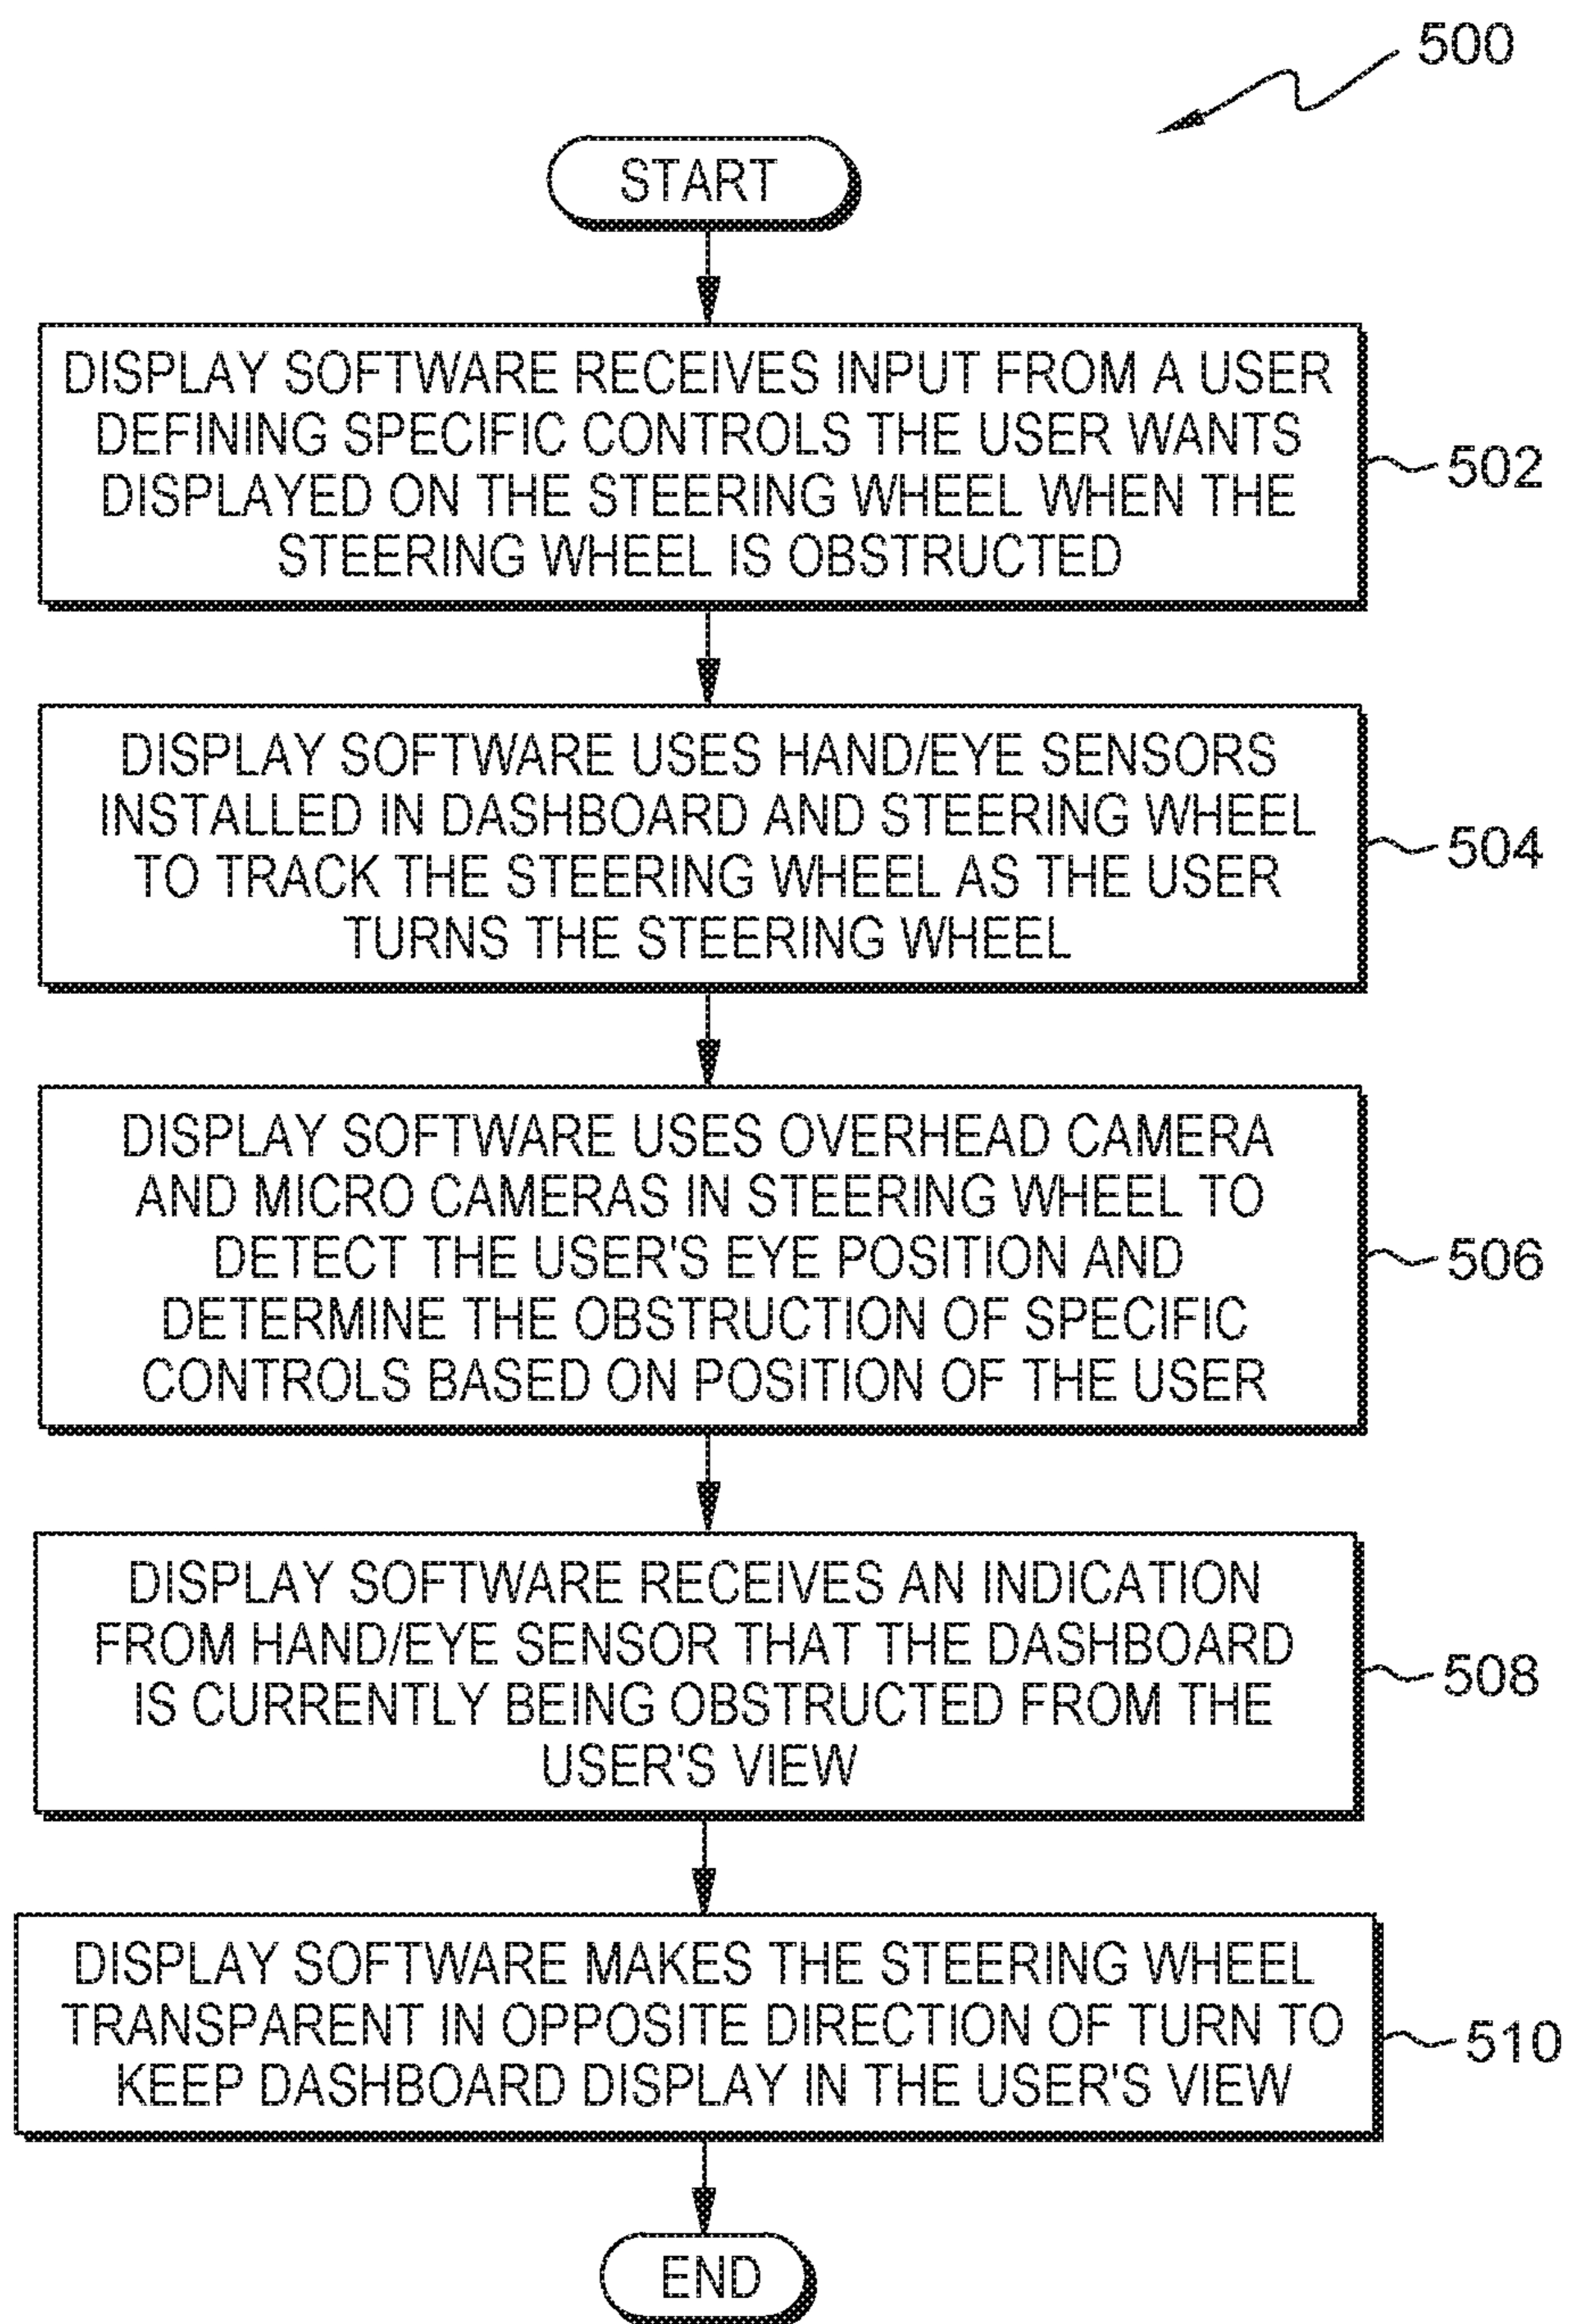 500
START
DISPLAY SOFTWARE RECEIVES INPUT FROM A USER
DEFINING SPECIFIC CONTROLS THE USER WANTS
DISPLAYED ON THE STEERING WHEEL WHEN THE
STEERING WHEEL IS OBSTRUCTED
502
DISPLAY SOFTWARE USES HAND/EYE SENSORS
INSTALLED IN DASHBOARD AND STEERING WHEEL
TO TRACK THE STEERING WHEEL AS THE USER
TURNS THE STEERING WHEEL
504
DISPLAY SOFTWARE USES OVERHEAD CAMERA
AND MICRO CAMERAS IN STEERING WHEEL TO
DETECT THE USER'S EYE POSITION AND
DETERMINE THE OBSTRUCTION OF SPECIFIC
CONTROLS BASED ON POSITION OF THE USER
506
DISPLAY SOFTWARE RECEIVES AN INDICATION
FROM HAND/EYE SENSOR THAT THE DASHBOARD
IS CURRENTLY BEING OBSTRUCTED FROM THE
USER'S VIEW
508
DISPLAY SOFTWARE MAKES THE STEERING WHEEL
TRANSPARENT IN OPPOSITE DIRECTION OF TURN TO
KEEP DASHBOARD DISPLAY IN THE USER'S VIEW
510
END